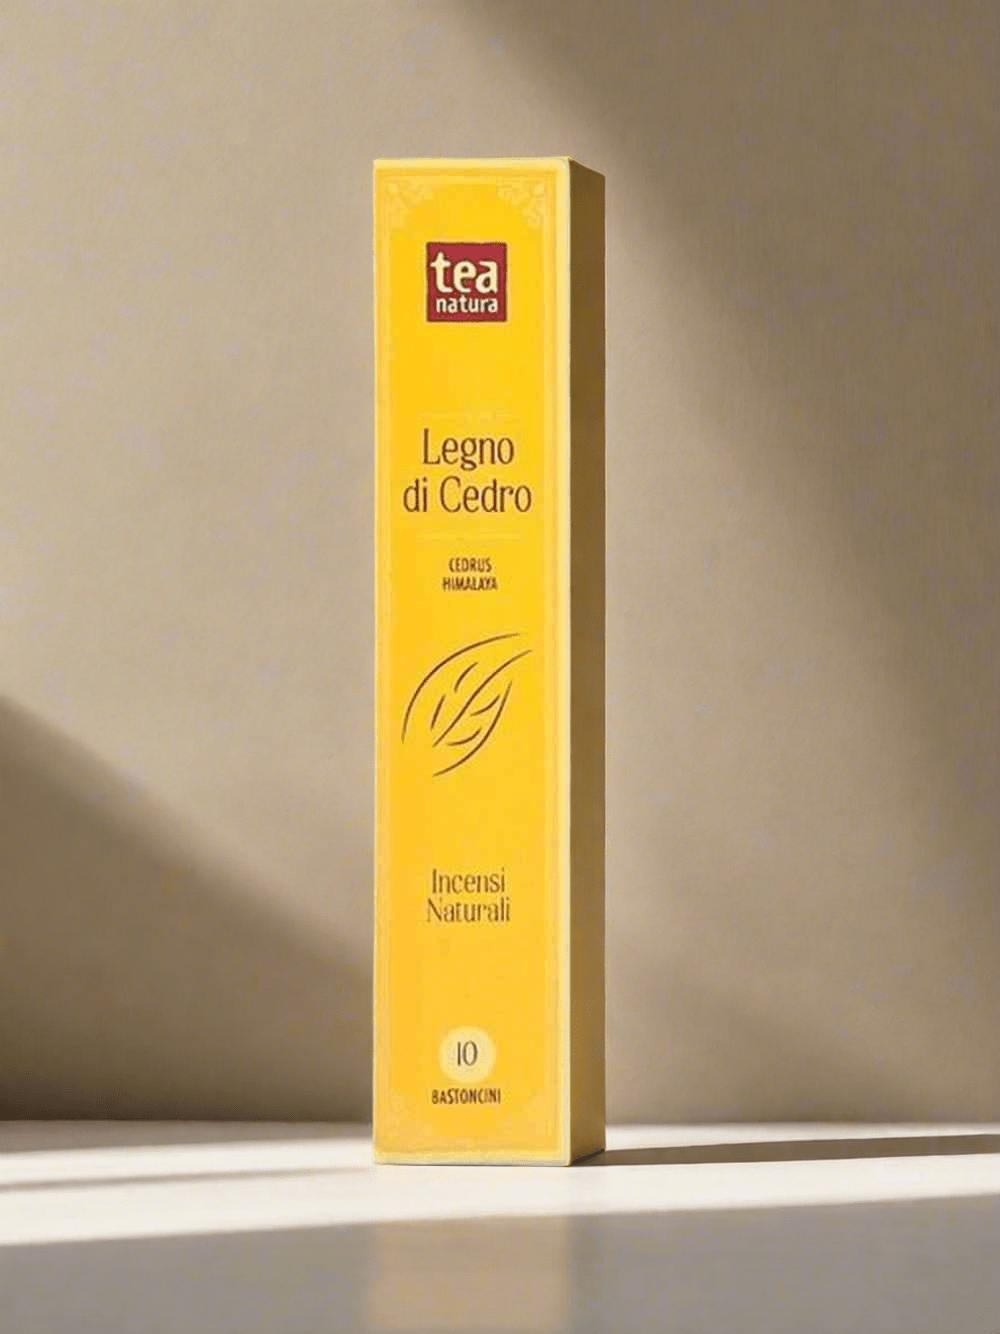 tea
natura
Legno
di Cedro
CEDRUS
HIMALAYA
Incensi
Naturali
10
BASTONCINI